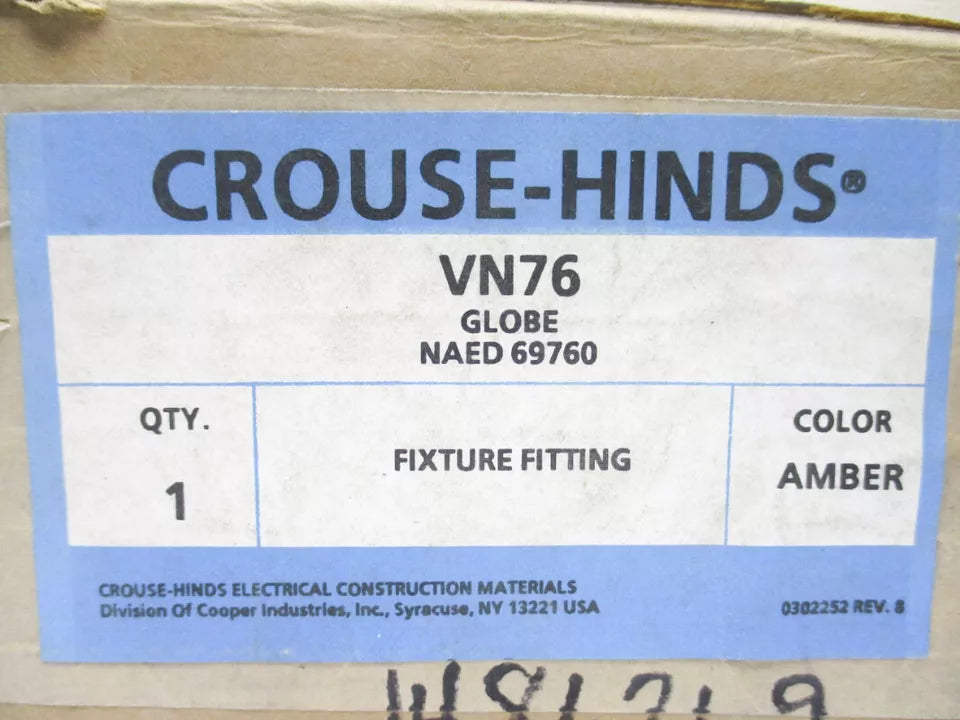 CROUSE-HINDS®
VN76
GLOBE
NAED 69760
QTY.
1
FIXTURE FITTING
COLOR
AMBER
CROUSE-HINDS ELECTRICAL CONSTRUCTION MATERIALS
Division Of Cooper Industries, Inc., Syracuse, NY 13221 USA
0302252 REV. 8